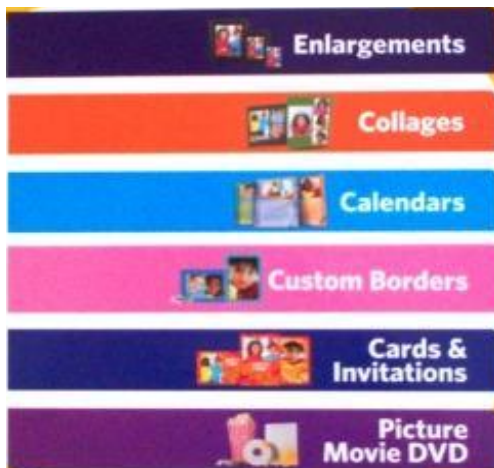 Enlargements
Collages
Calendars
Custom Borders
Cards &
Invitations
Picture
Movie DVD